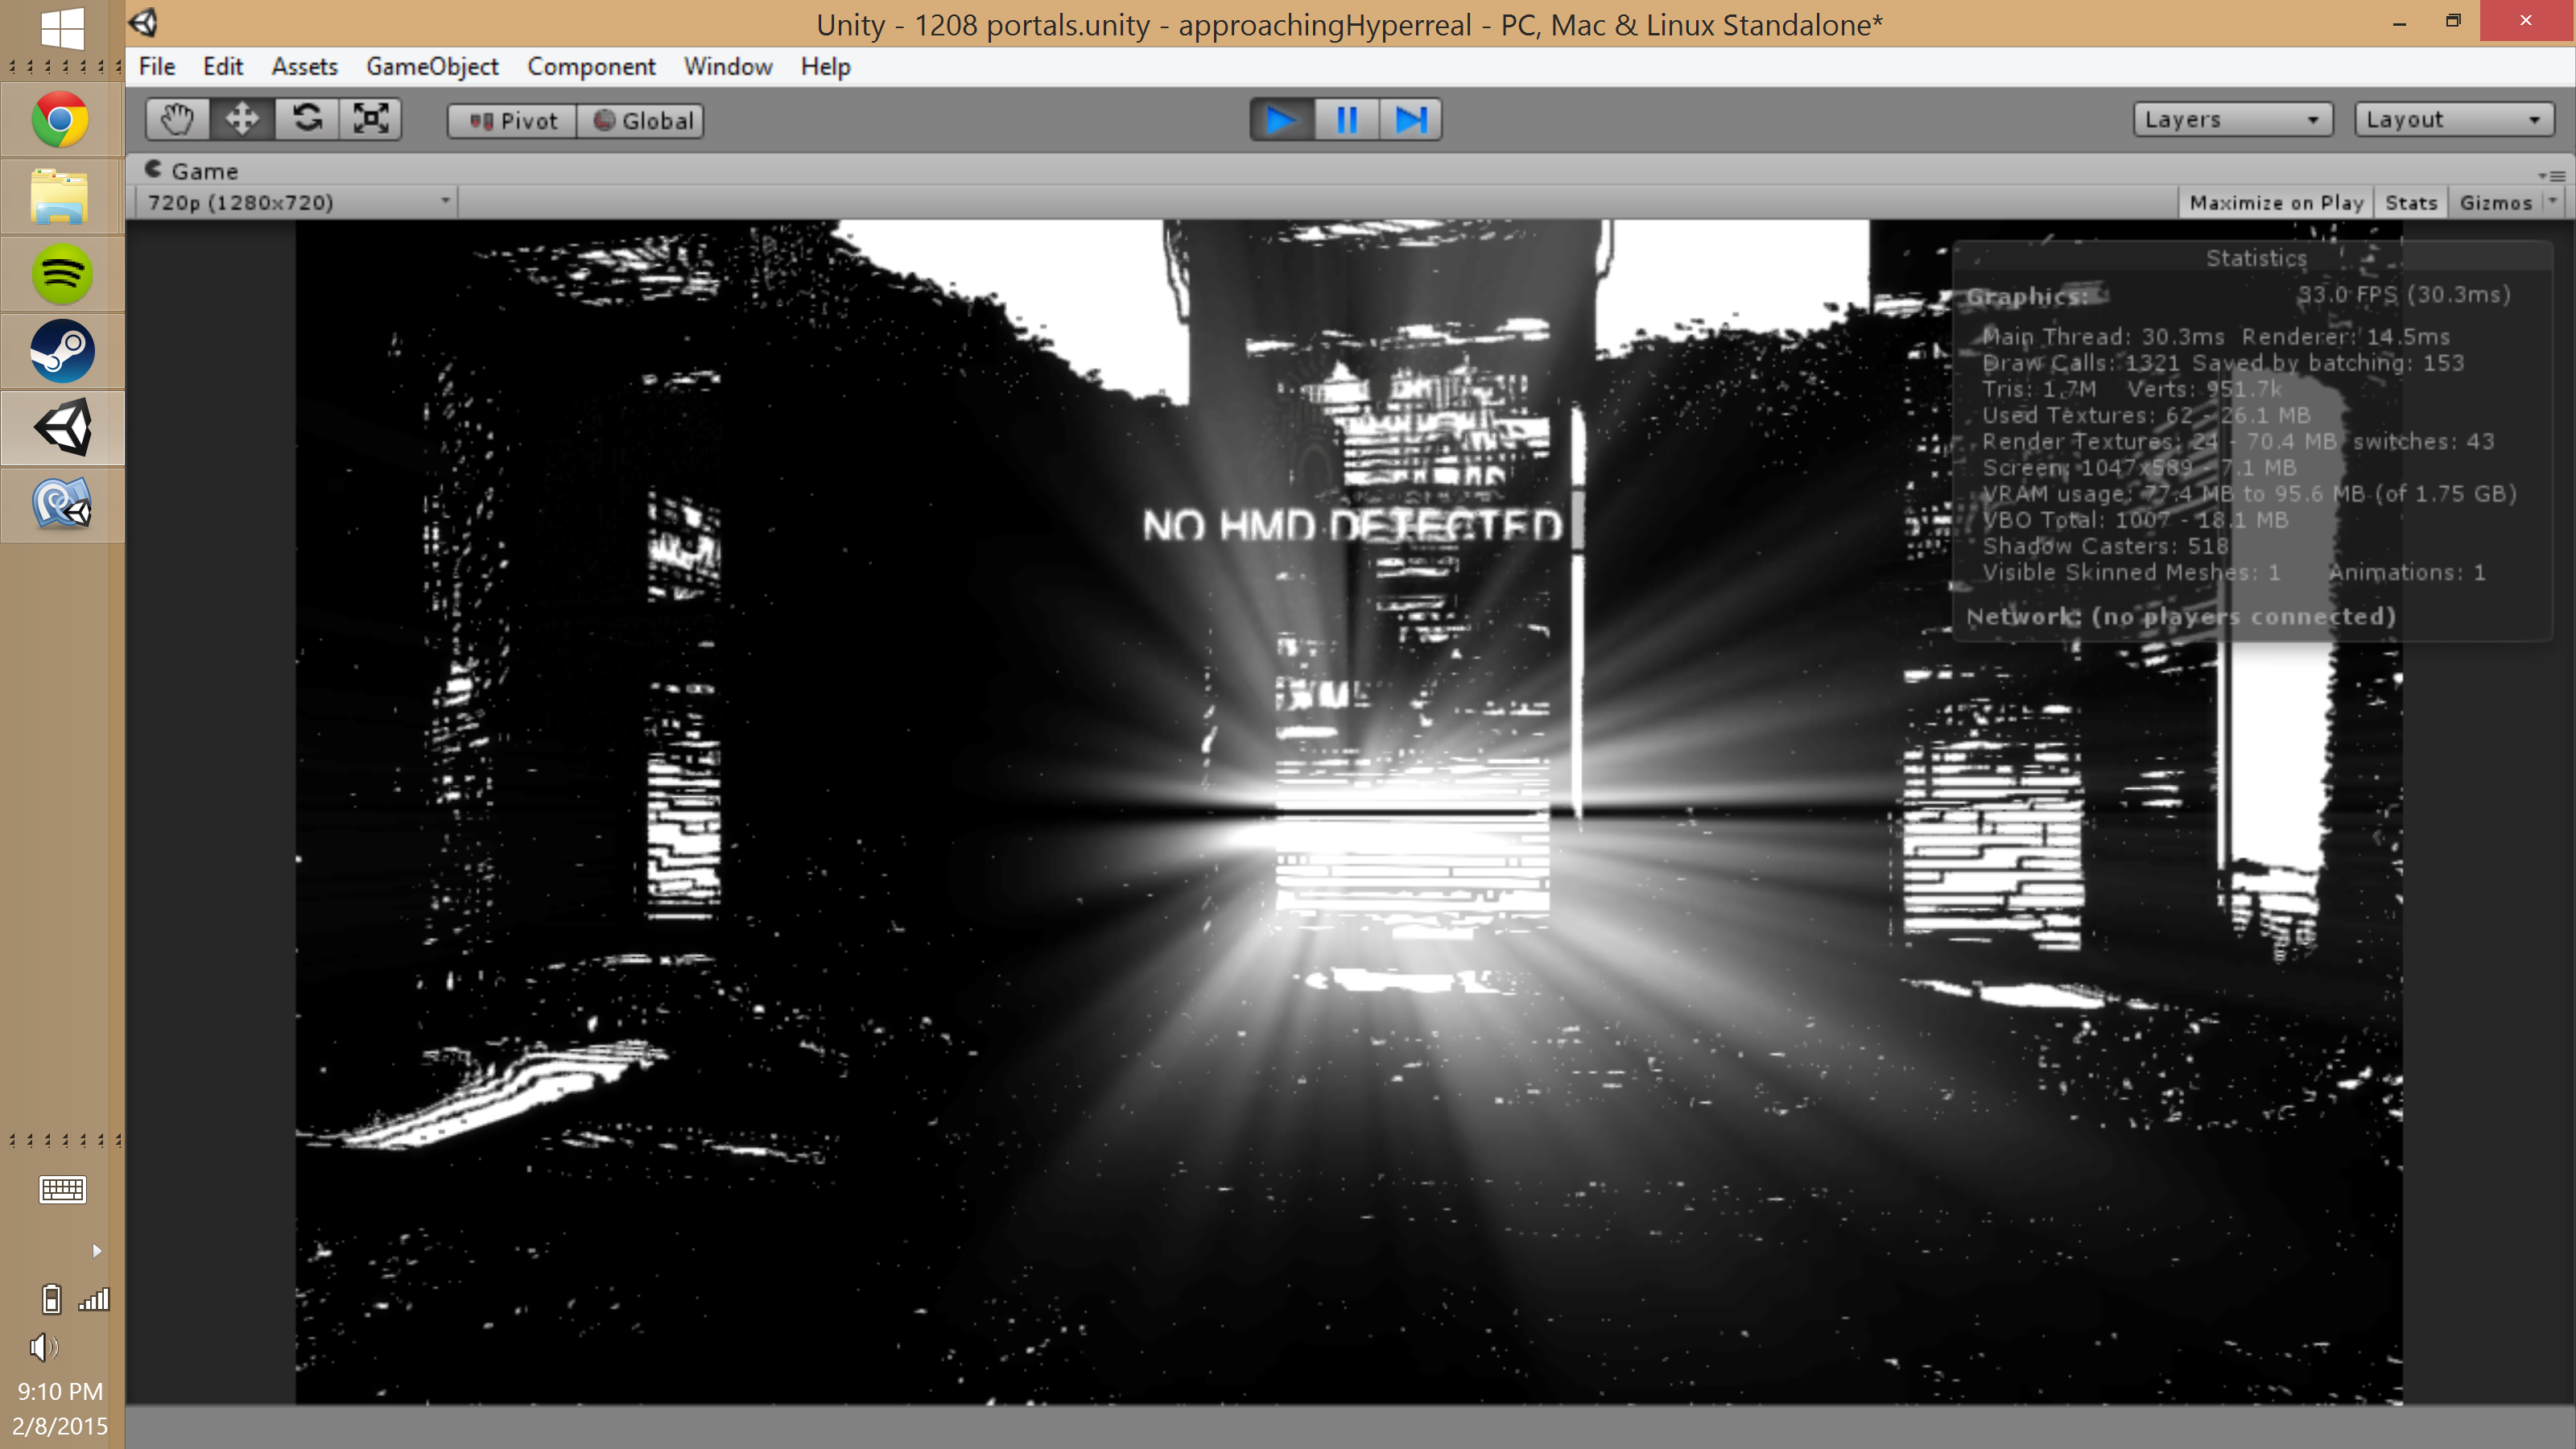 Unity - 1208 portals.unity - approachingHyperreal - PC, Mac & Linux Standalone*
File Edit Assets GameObject Component Window Help
Pivot Global Layers Layout
Game
720p (1280x720) Maximize on Play Stats Gizmos
Statistics
Graphics: 33.0 FPS (30.3ms)
Main Thread: 30.3ms Renderer: 14.5ms
Draw Calls: 1321 Saved by batching: 153
Tris: 1.7M Verts: 951.7k
Used Textures: 62 - 26.1 MB
Render Textures: 24 - 70.4 MB switches: 43
Screen: 1047x589 - 7.1 MB
VRAM usage: 77.4 MB to 95.6 MB (of 1.75 GB)
VBO Total: 1007 - 18.1 MB
Shadow Casters: 518
Visible Skinned Meshes: 1 Animations: 1
Network: (no players connected)
NO HMD DETECTED
9:10 PM
2/8/2015